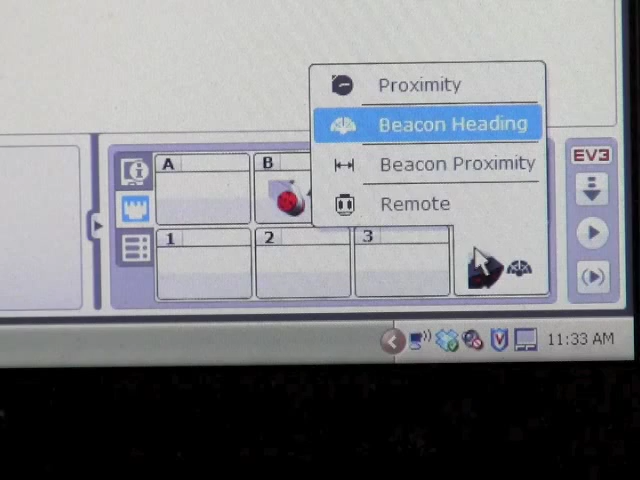 Proximity
Beacon Heading
Beacon Proximity
Remote
A
B
1
2
3
EV3
11:33 AM